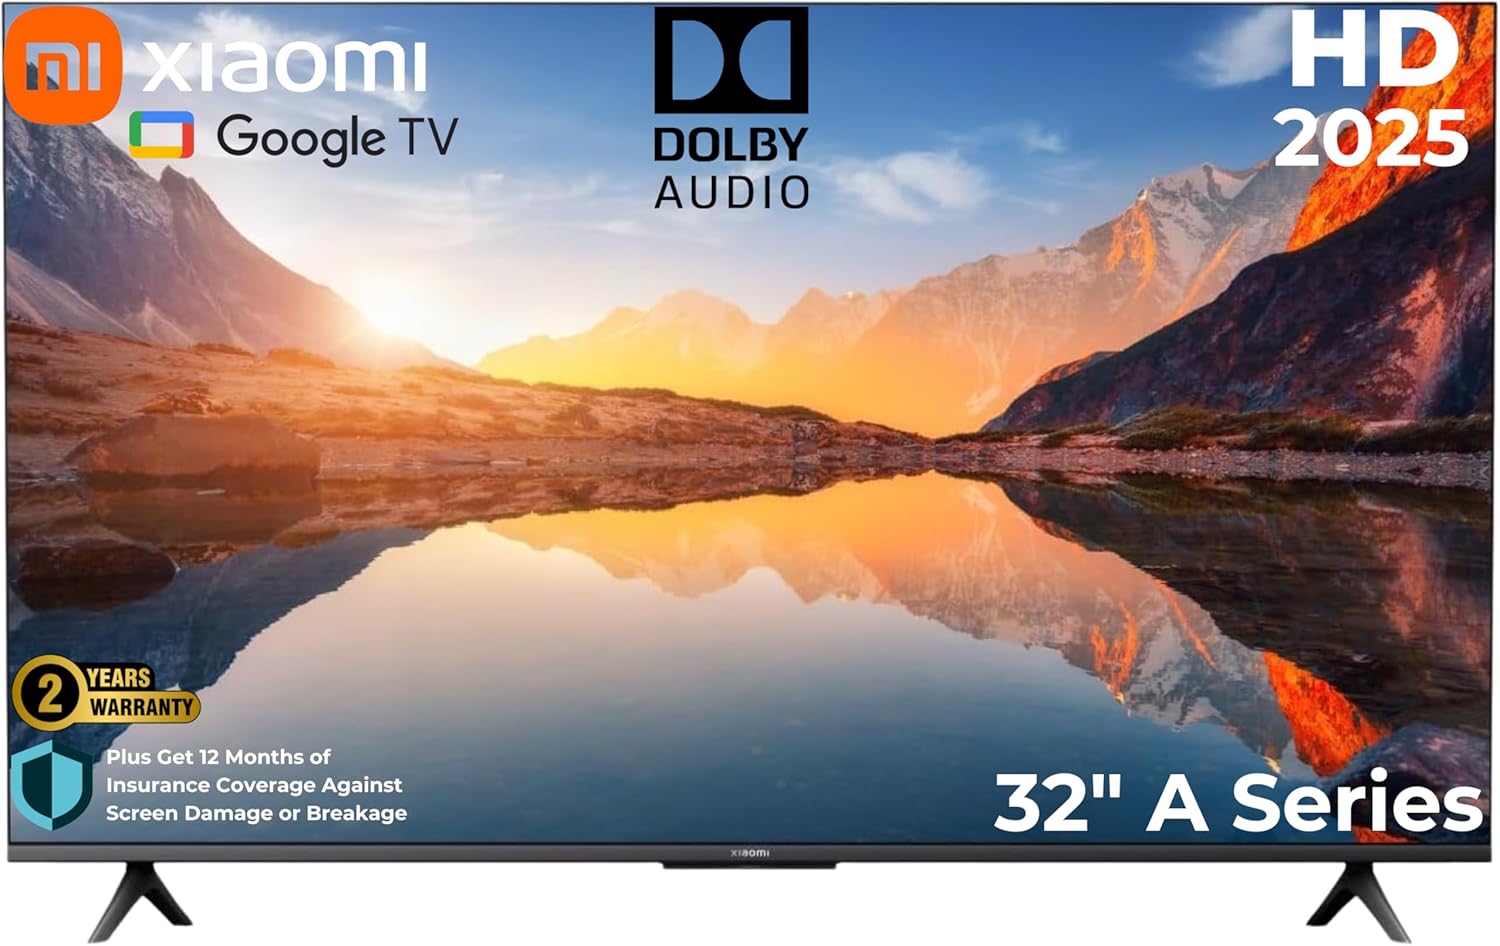 mi xiaomi
Google TV
DOLBY
AUDIO
HD
2025
2 YEARS
WARRANTY
Plus Get 12 Months of
Insurance Coverage Against
Screen Damage or Breakage
32" A Series
xiaomi